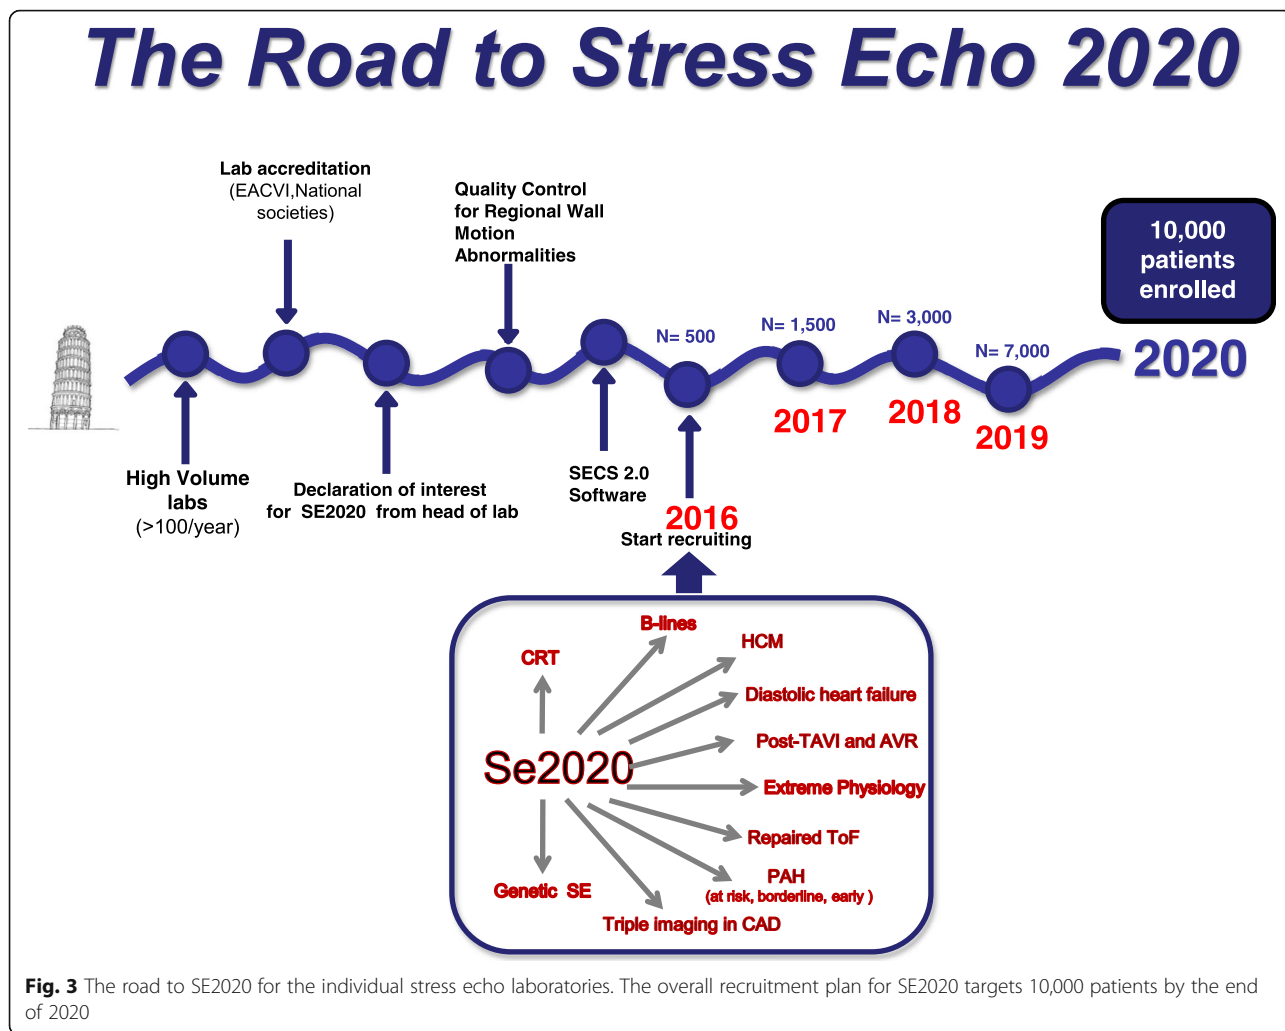 The Road to Stress Echo 2020
Lab accreditation
(EACVI,National
societies)
Quality Control
for Regional Wall
Motion
Abnormalities
10,000
patients
enrolled
N= 500
N= 1,500
N= 3,000
N= 7,000
2020
2017
2018
2019
High Volume
labs
(>100/year)
Declaration of interest
for SE2020 from head of lab
SECS 2.0
Software
2016
Start recruiting
B-lines
HCM
CRT
Diastolic heart failure
Post-TAVI and AVR
Se2020
Extreme Physiology
Repaired ToF
PAH
(at risk, borderline, early )
Genetic SE
Triple imaging in CAD
Fig. 3 The road to SE2020 for the individual stress echo laboratories. The overall recruitment plan for SE2020 targets 10,000 patients by the end
of 2020